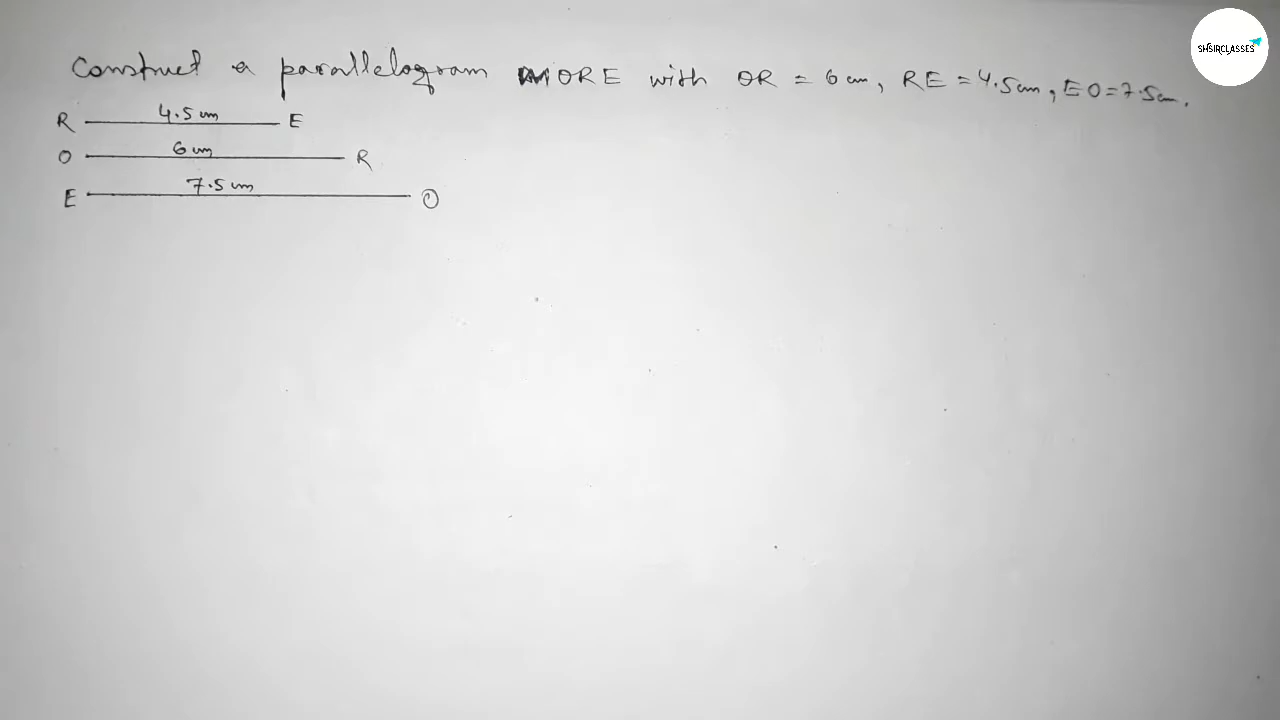 SHSIRCLASSES
Construct a parallelogram MORE with OR = 6 cm, RE = 4.5cm, EO=7.5cm.
R 4.5 cm E
O 6 cm R
E 7.5 cm O